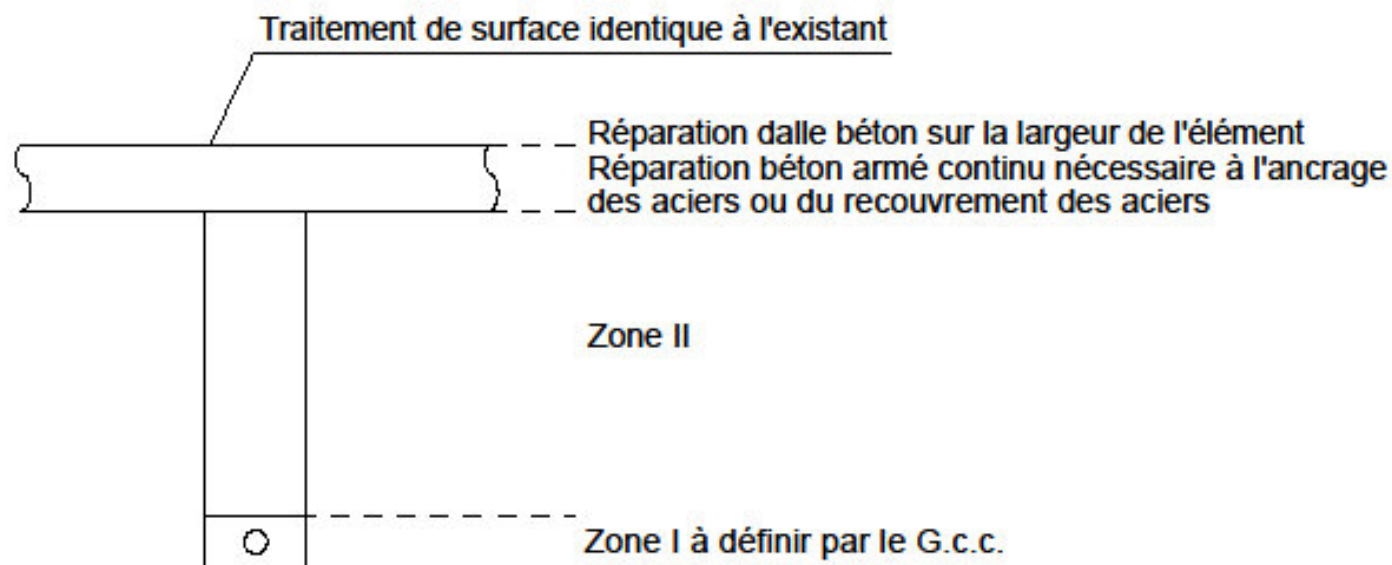 Traitement de surface identique à l'existant
Réparation dalle béton sur la largeur de l'élément
Réparation béton armé continu nécessaire à l'ancrage
des aciers ou du recouvrement des aciers
Zone II
Zone I à définir par le G.c.c.